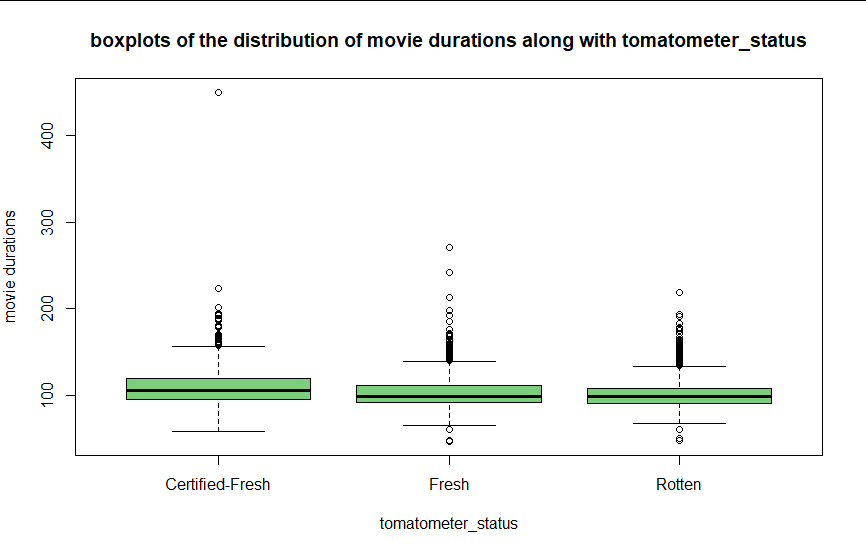 boxplots of the distribution of movie durations along with tomatometer_status
400
300
200
100
movie durations
Certified-Fresh
Fresh
Rotten
tomatometer_status